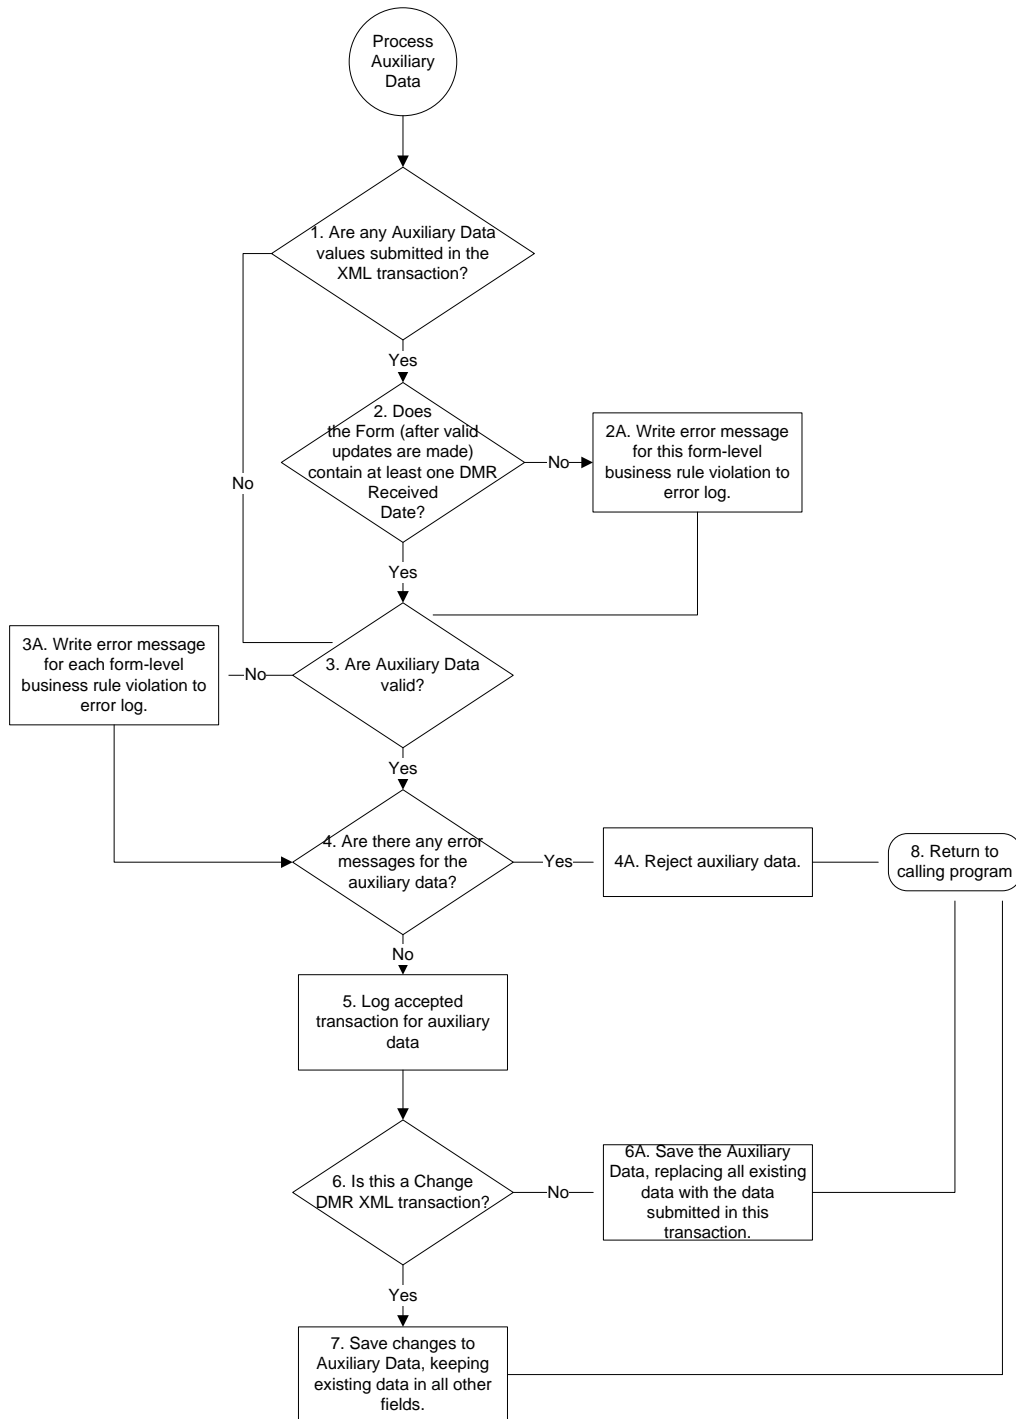 Process
Auxiliary
Data
1. Are any Auxiliary Data
values submitted in the
XML transaction?
Yes
No
2. Does
the Form (after valid
updates are made)
contain at least one DMR
Received
Date?
No
2A. Write error message
for this form-level
business rule violation to
error log.
Yes
3A. Write error message
for each form-level
business rule violation to
error log.
No
3. Are Auxiliary Data
valid?
Yes
4. Are there any error
messages for the
auxiliary data?
Yes
4A. Reject auxiliary data.
8. Return to
calling program
No
5. Log accepted
transaction for auxiliary
data
6. Is this a Change
DMR XML transaction?
No
6A. Save the Auxiliary
Data, replacing all existing
data with the data
submitted in this
transaction.
Yes
7. Save changes to
Auxiliary Data, keeping
existing data in all other
fields.